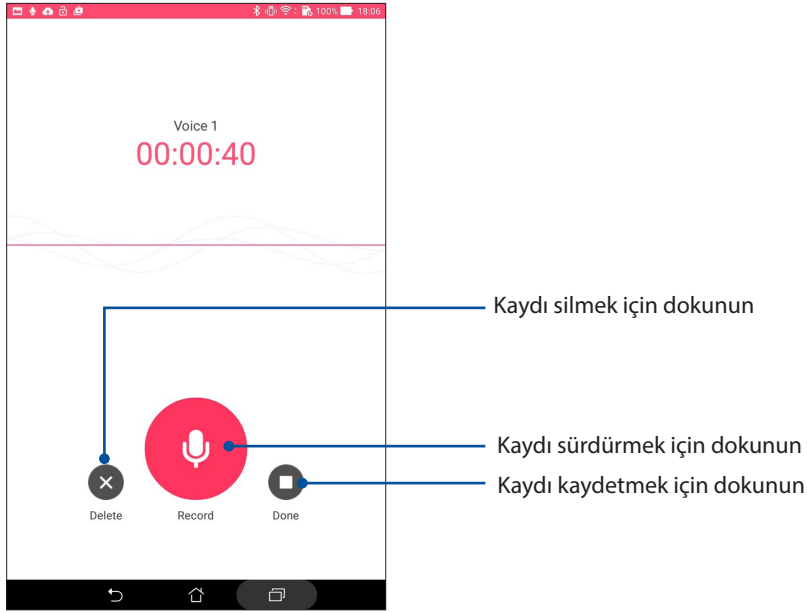 100% 18:06
Voice 1
00:00:40
Kaydı silmek için dokunun
Kaydı sürdürmek için dokunun
Kaydı kaydetmek için dokunun
Delete Record Done